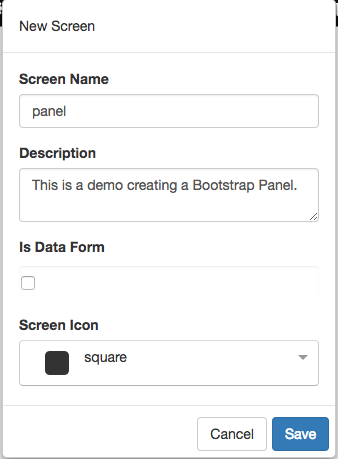 New Screen
Screen Name
panel
Description
This is a demo creating a Bootstrap Panel.
Is Data Form
Screen Icon
square
Cancel Save